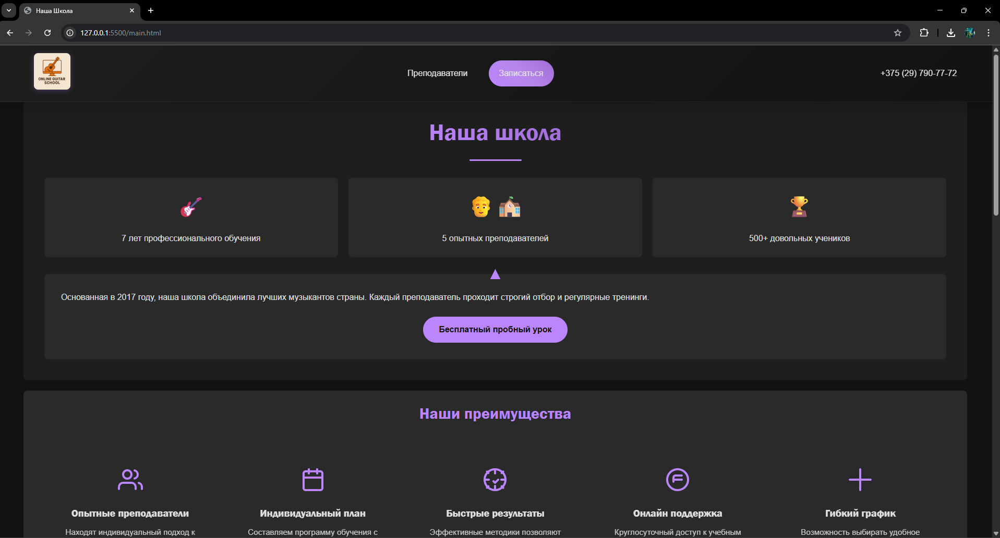 Наша Школа
127.0.0.1:5500/main.html
ONLINE GUITAR
SCHOOL
Преподаватели
Записаться
+375 (29) 790-77-72
Наша школа
7 лет профессионального обучения
5 опытных преподавателей
500+ довольных учеников
Основанная в 2017 году, наша школа объединила лучших музыкантов страны. Каждый преподаватель проходит строгий отбор и регулярные тренинги.
Бесплатный пробный урок
Наши преимущества
Опытные преподаватели
Индивидуальный план
Быстрые результаты
Онлайн поддержка
Гибкий график
Находят индивидуальный подход к
Составляем программу обучения с
Эффективные методики позволяют
Круглосуточный доступ к учебным
Возможность выбирать удобное